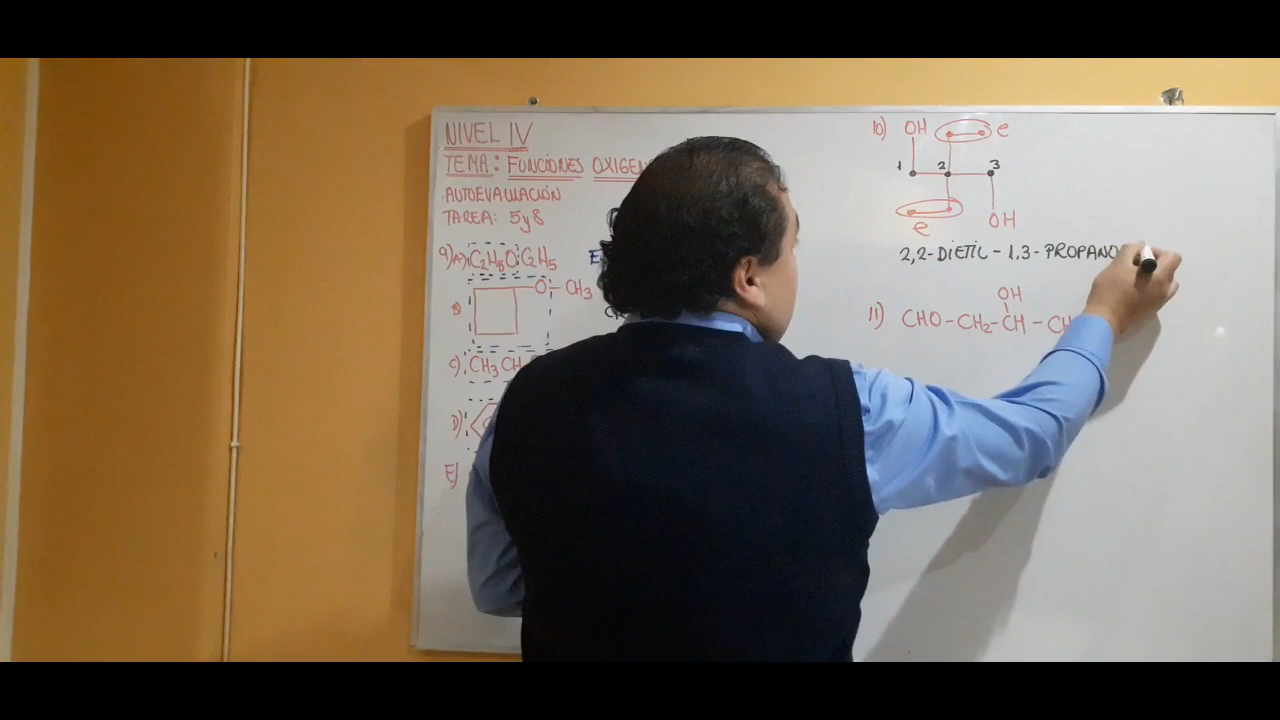 NIVEL IV
TEMA: FUNCIONES
AUTOEVALUACIÓN
TAREA: 5 y 8
9) A) C₂H₅ O C₂H₅
B) O - CH₃
C) CH₃ CH
D)
E)
10) OH e
1 2 3
e OH
2,2-DIETIL - 1,3- PROPANO
OH
11) CHO - CH₂ - CH - CH